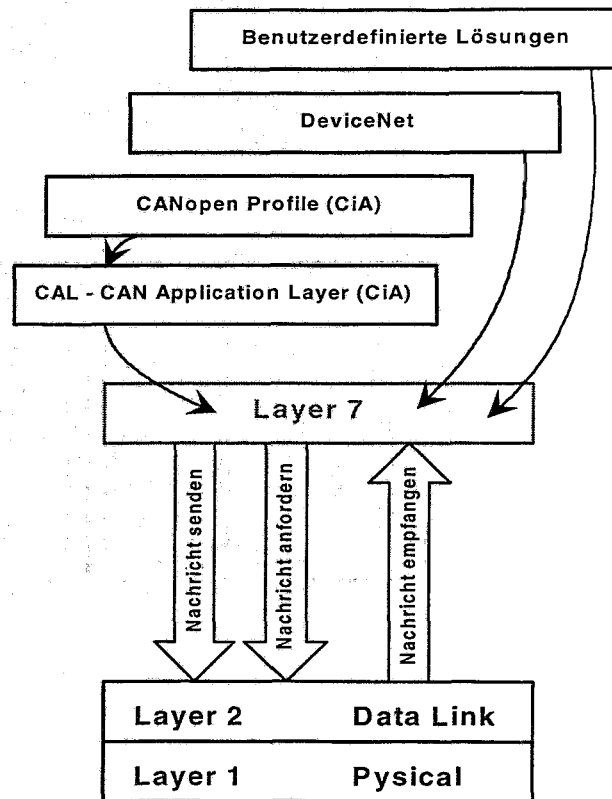 Benutzerdefinierte Lösungen
DeviceNet
CANopen Profile (CiA)
CAL - CAN Application Layer (CiA)
Layer 7
Nachricht senden
Nachricht anfordern
Nachricht empfangen
Layer 2 Data Link
Layer 1 Pysical